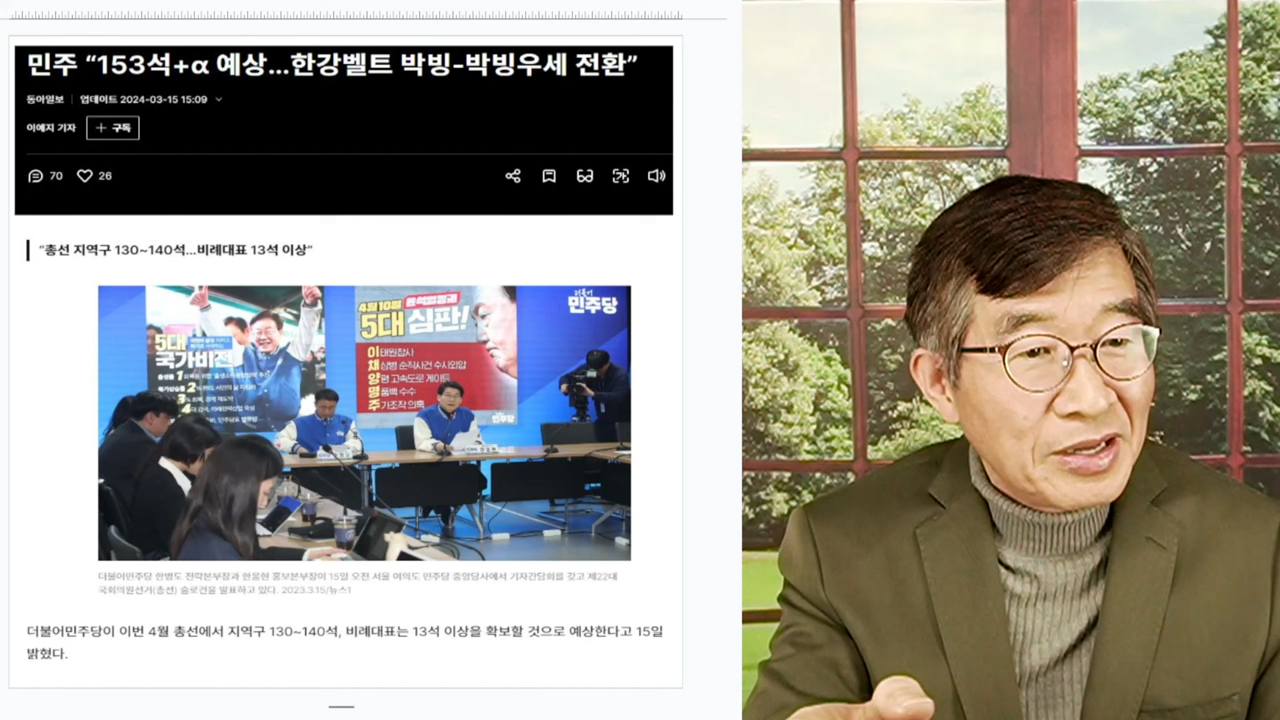 민주 “153석+α 예상...한강벨트 박빙-박빙우세 전환”
동아일보 | 업데이트 2024-03-15 15:09
이예지 기자 + 구독
70 26
“총선 지역구 130~140석...비례대표 13석 이상”
더불어 민주당
4월 10일 윤석열정권
5대 심판!
이태원참사
채상병 순직사건 수사외압
양평 고속도로 게이트
명품백 수수
주가조작 의혹
민주당
5대
국가비전
더불어민주당 한병도 전략본부장과 한웅현 홍보본부장이 15일 오전 서울 여의도 민주당 중앙당사에서 기자간담회를 갖고 제22대
국회의원선거(총선) 슬로건을 발표하고 있다. 2023.3.15/뉴스1
더불어민주당이 이번 4월 총선에서 지역구 130~140석, 비례대표는 13석 이상을 확보할 것으로 예상한다고 15일
밝혔다.